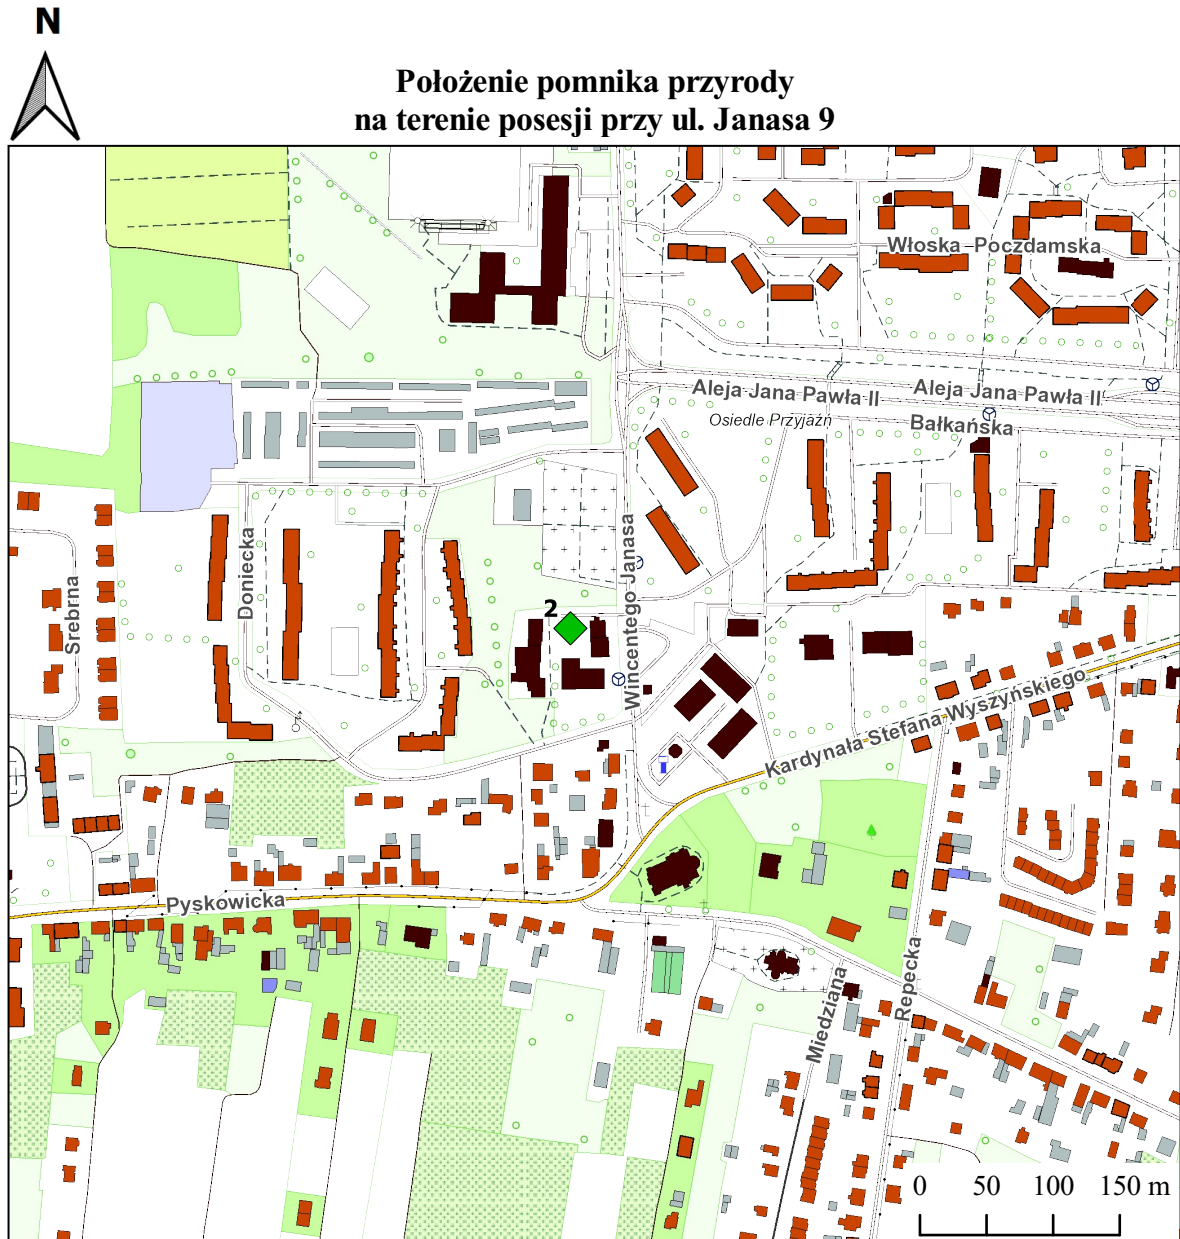 N
Położenie pomnika przyrody
na terenie posesji przy ul. Janasa 9
Włoska
Poczdamska
Aleja Jana Pawła II
Aleja Jana Pawła II
Osiedle Przyjaźń
Bałkańska
Doniecka
Wincentego Janasa
Srebrna
2
Kardynała Stefana Wyszyńskiego
Pyskowicka
Repecka
Miedziana
0 50 100 150 m